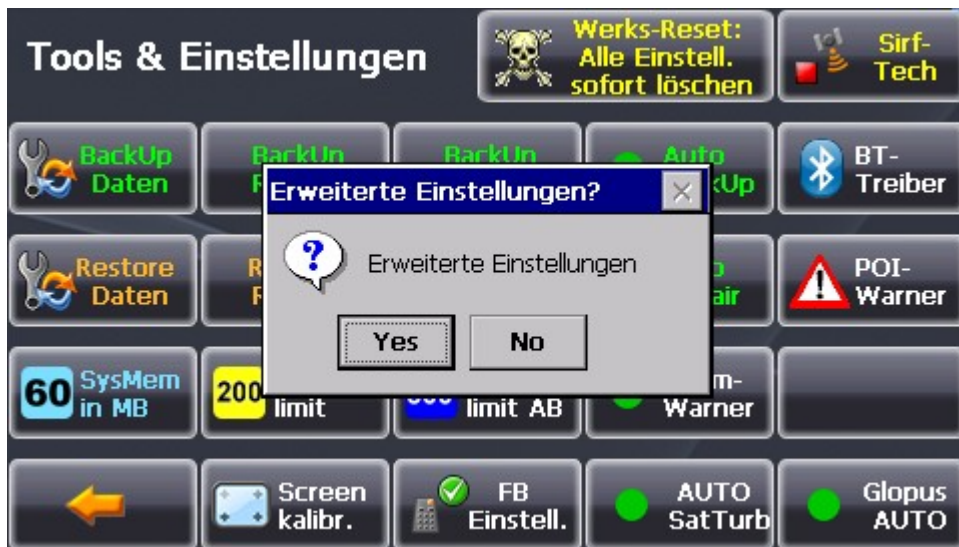 Tools & Einstellungen
Werks-Reset:
Alle Einstell.
sofort löschen
Sirf-
Tech
BackUp
Daten
BackUp
BackUp
Auto
BT-
Treiber
Erweiterte Einstellungen?
Erweiterte Einstellungen
Yes
No
Restore
Daten
POI-
Warner
60
SysMem
in MB
200
limit
limit AB
Warner
Screen
kalibr.
FB
Einstell.
AUTO
SatTurb
Glopus
AUTO